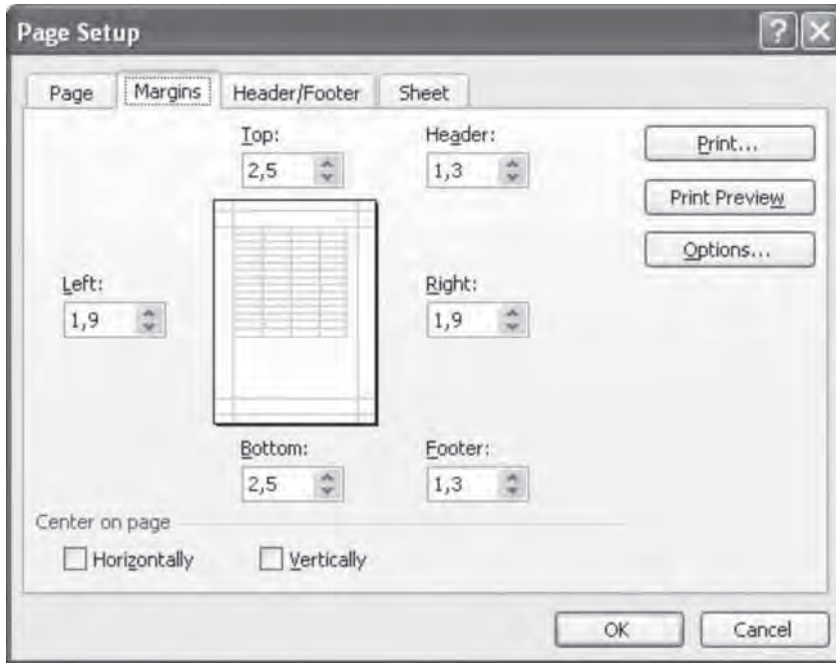 Page Setup
Page Margins Header/Footer Sheet
Top: Header:
2,5 1,3
Print...
Print Preview
Options...
Left: Right:
1,9 1,9
Bottom: Footer:
2,5 1,3
Center on page
Horizontally Vertically
OK Cancel